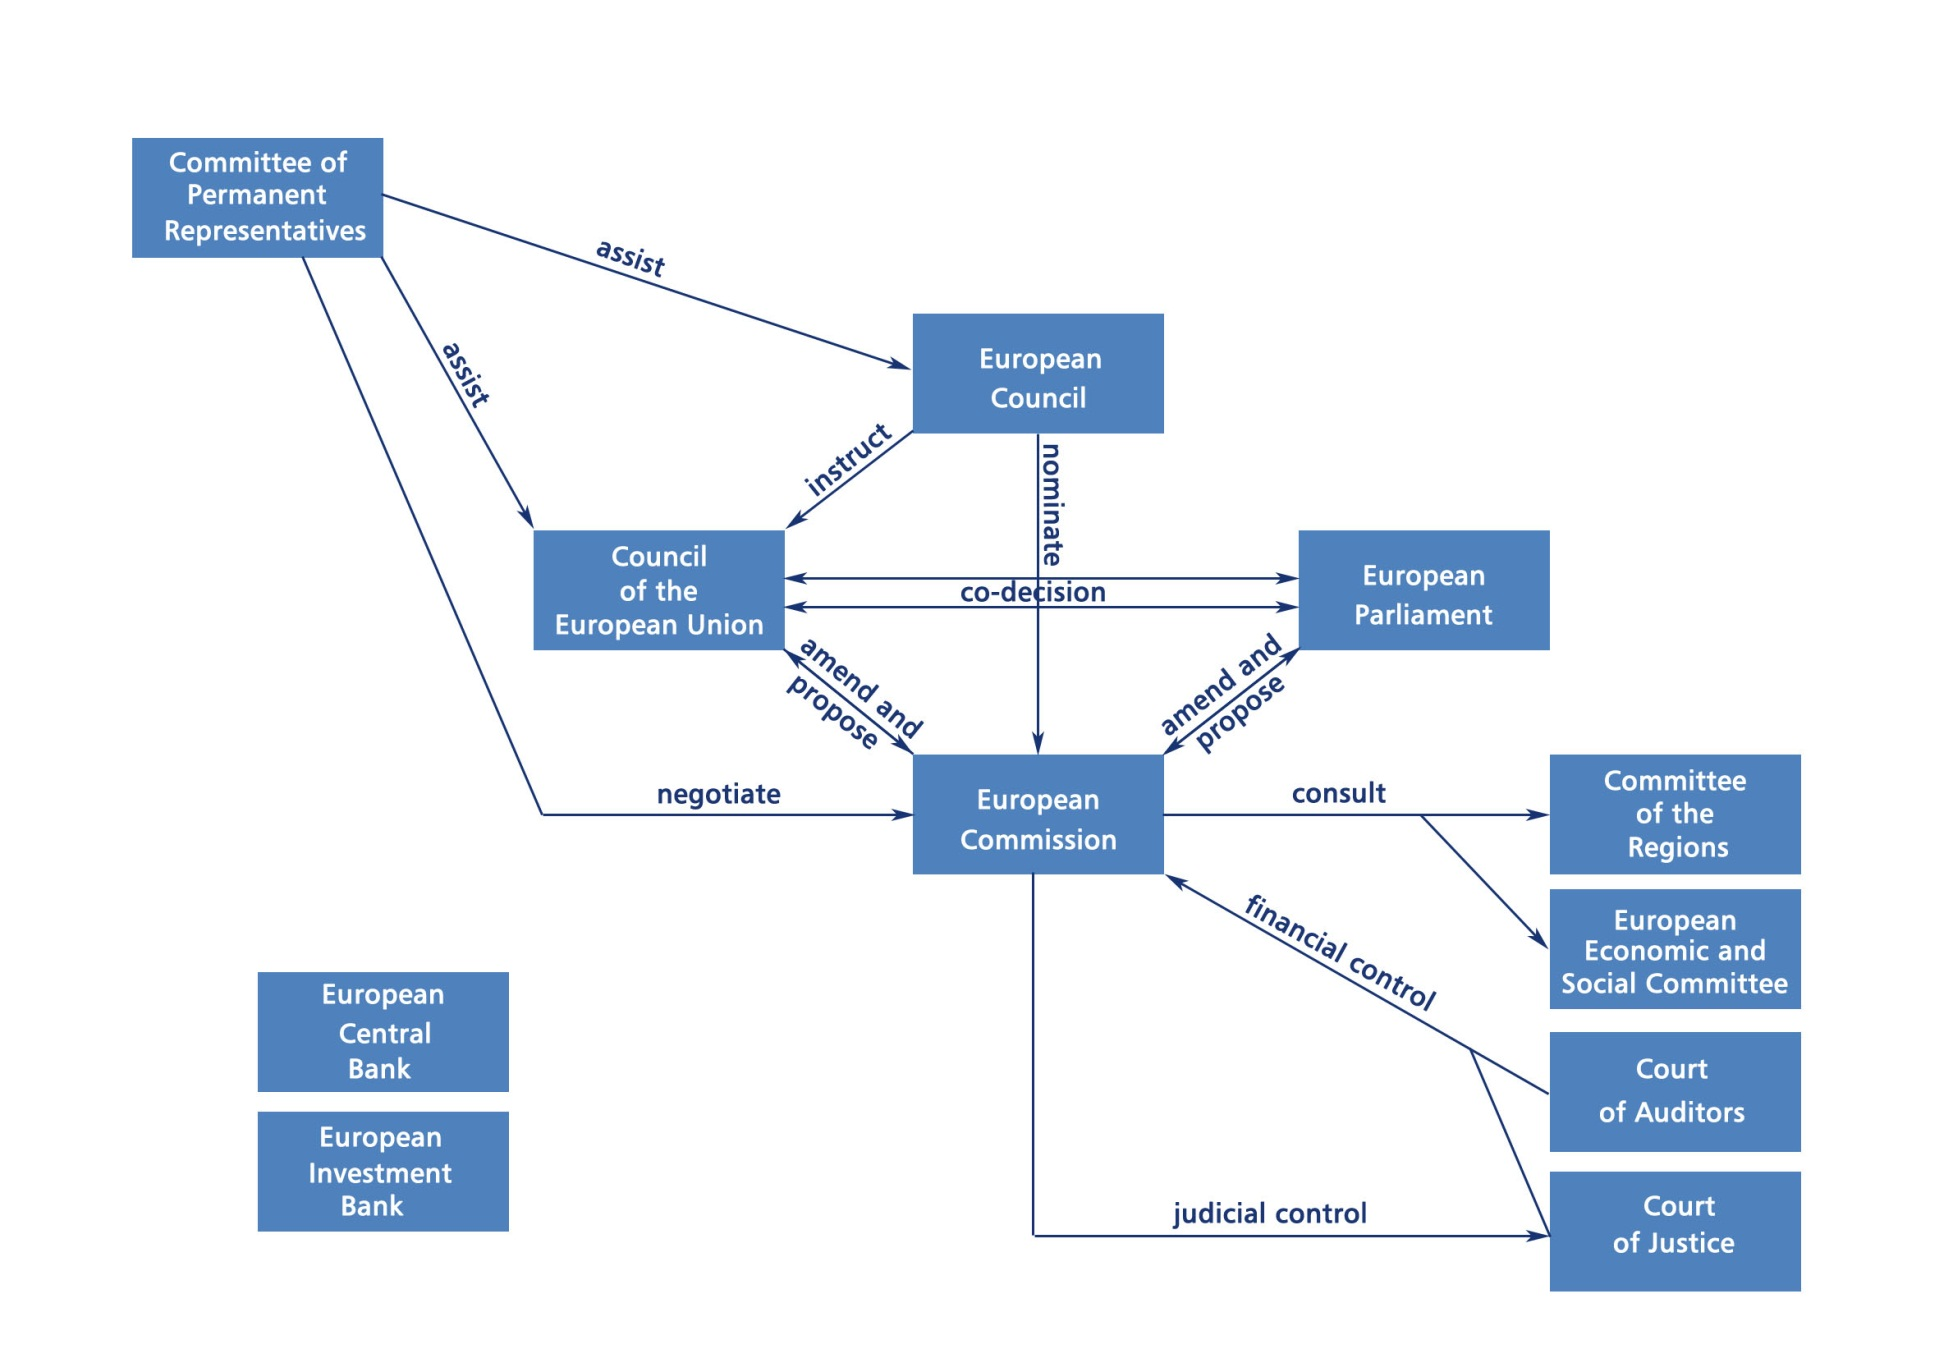 Committee of
Permanent
Representatives
assist
assist
European
Council
instruct
nominate
Council
of the
European Union
co-decision
European
Parliament
amend and
propose
amend and
propose
negotiate
European
Commission
consult
Committee
of the
Regions
financial control
European
Economic and
Social Committee
European
Central
Bank
Court
of Auditors
European
Investment
Bank
judicial control
Court
of Justice